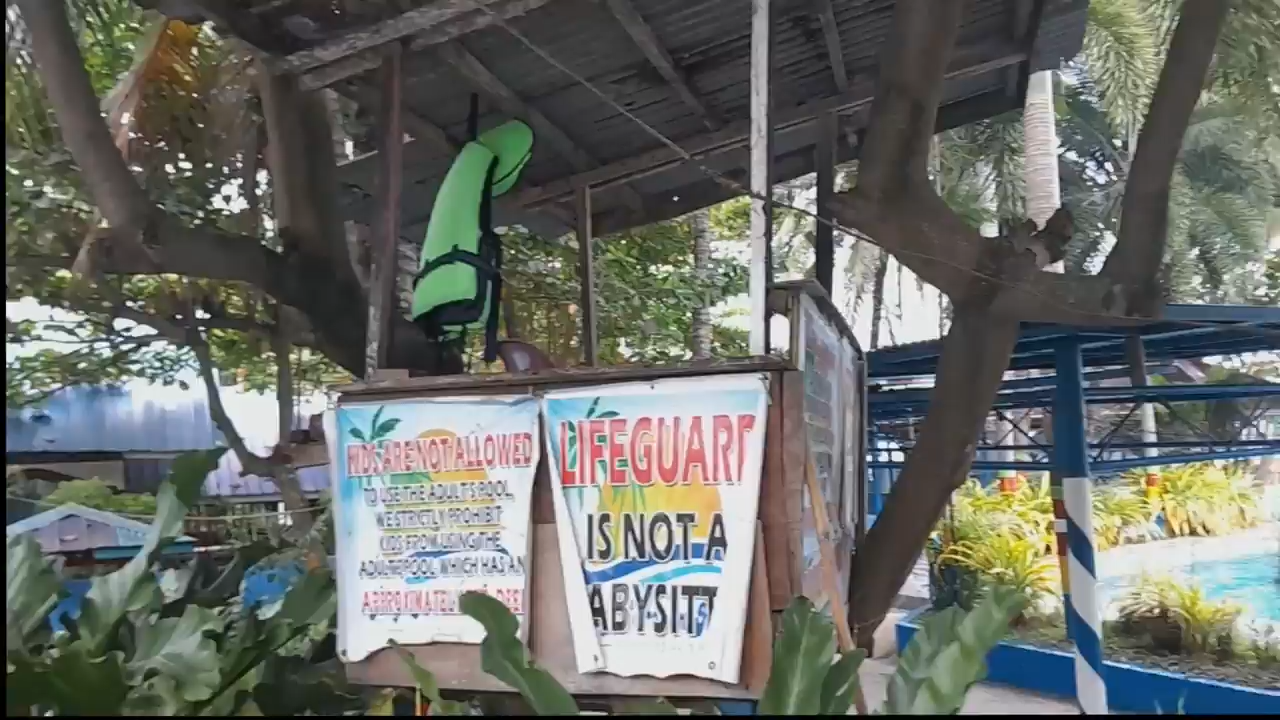 KIDS ARE NOT ALLOWED
TO USE THE ADULT'S POOL,
WE STRICTLY PROHIBIT
KIDS FROM USING THE
ADULT POOL WHICH HAS AN
LIFEGUARD
IS NOT A
ABYSITT